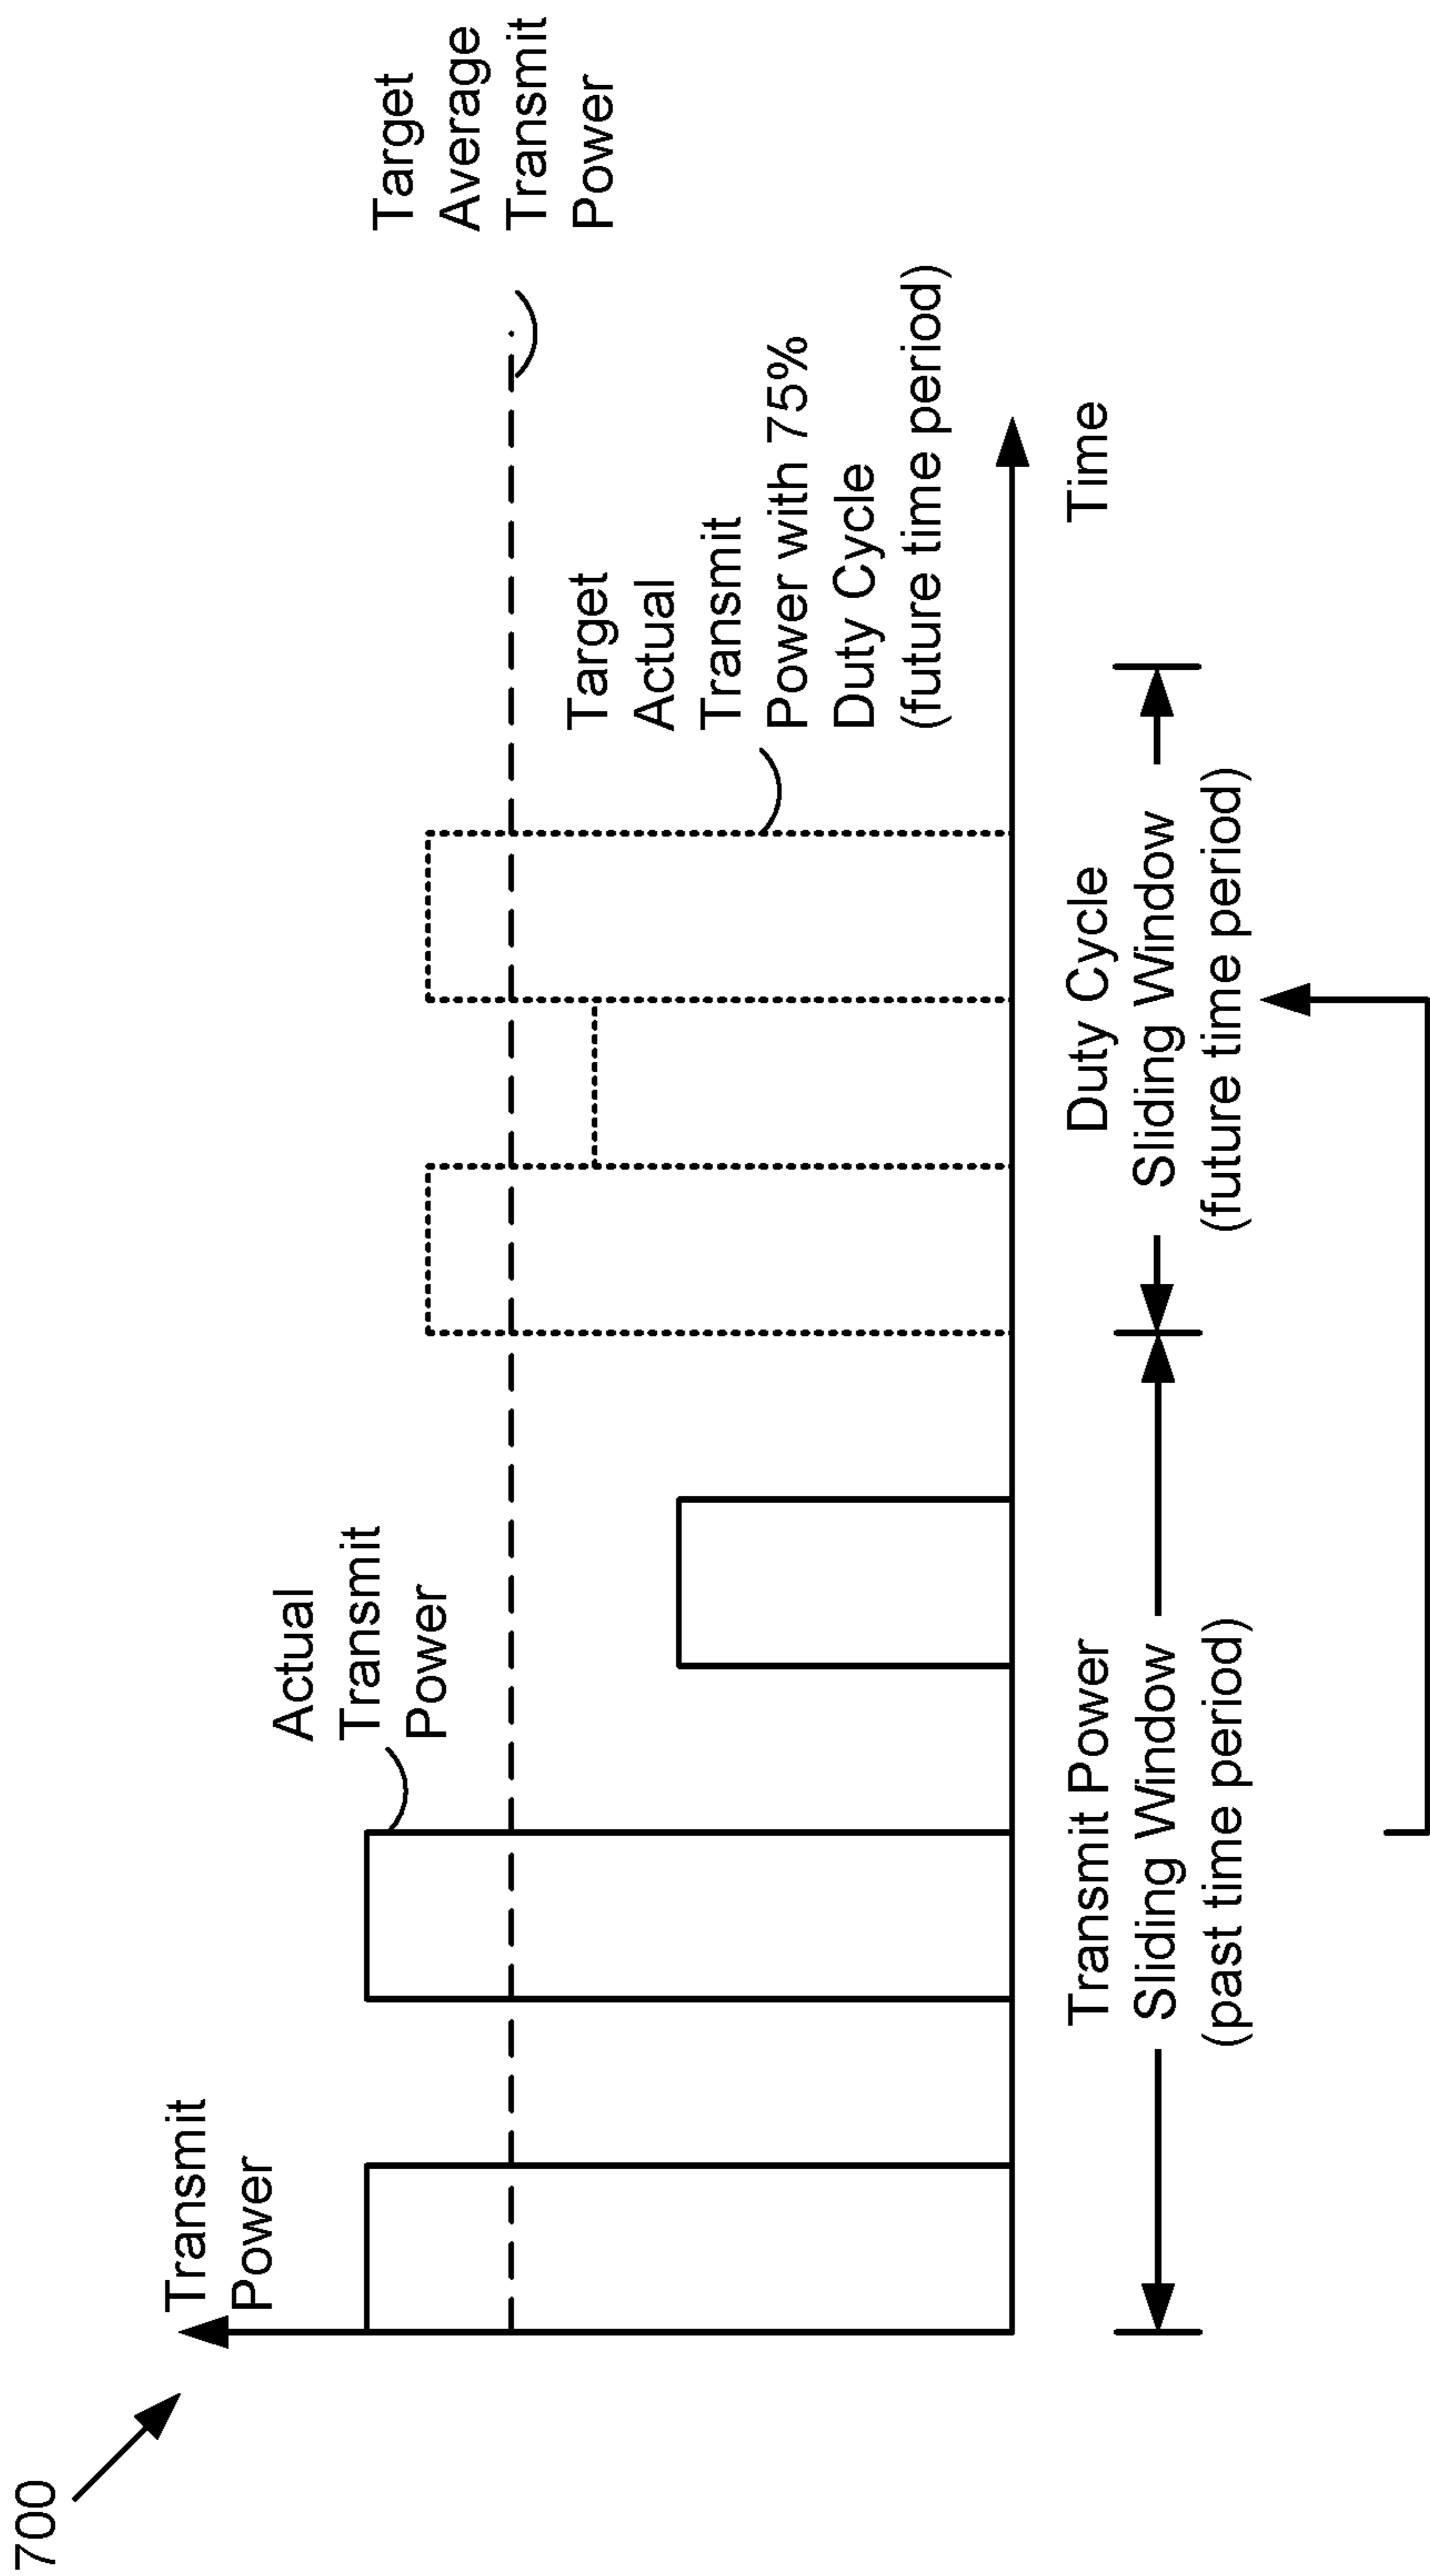 700
Transmit
Power
Actual
Transmit
Power
Target
Average
Transmit
Power
Target
Actual
Transmit
Power with 75%
Duty Cycle
(future time period)
Time
Transmit Power
Sliding Window
(past time period)
Duty Cycle
Sliding Window
(future time period)